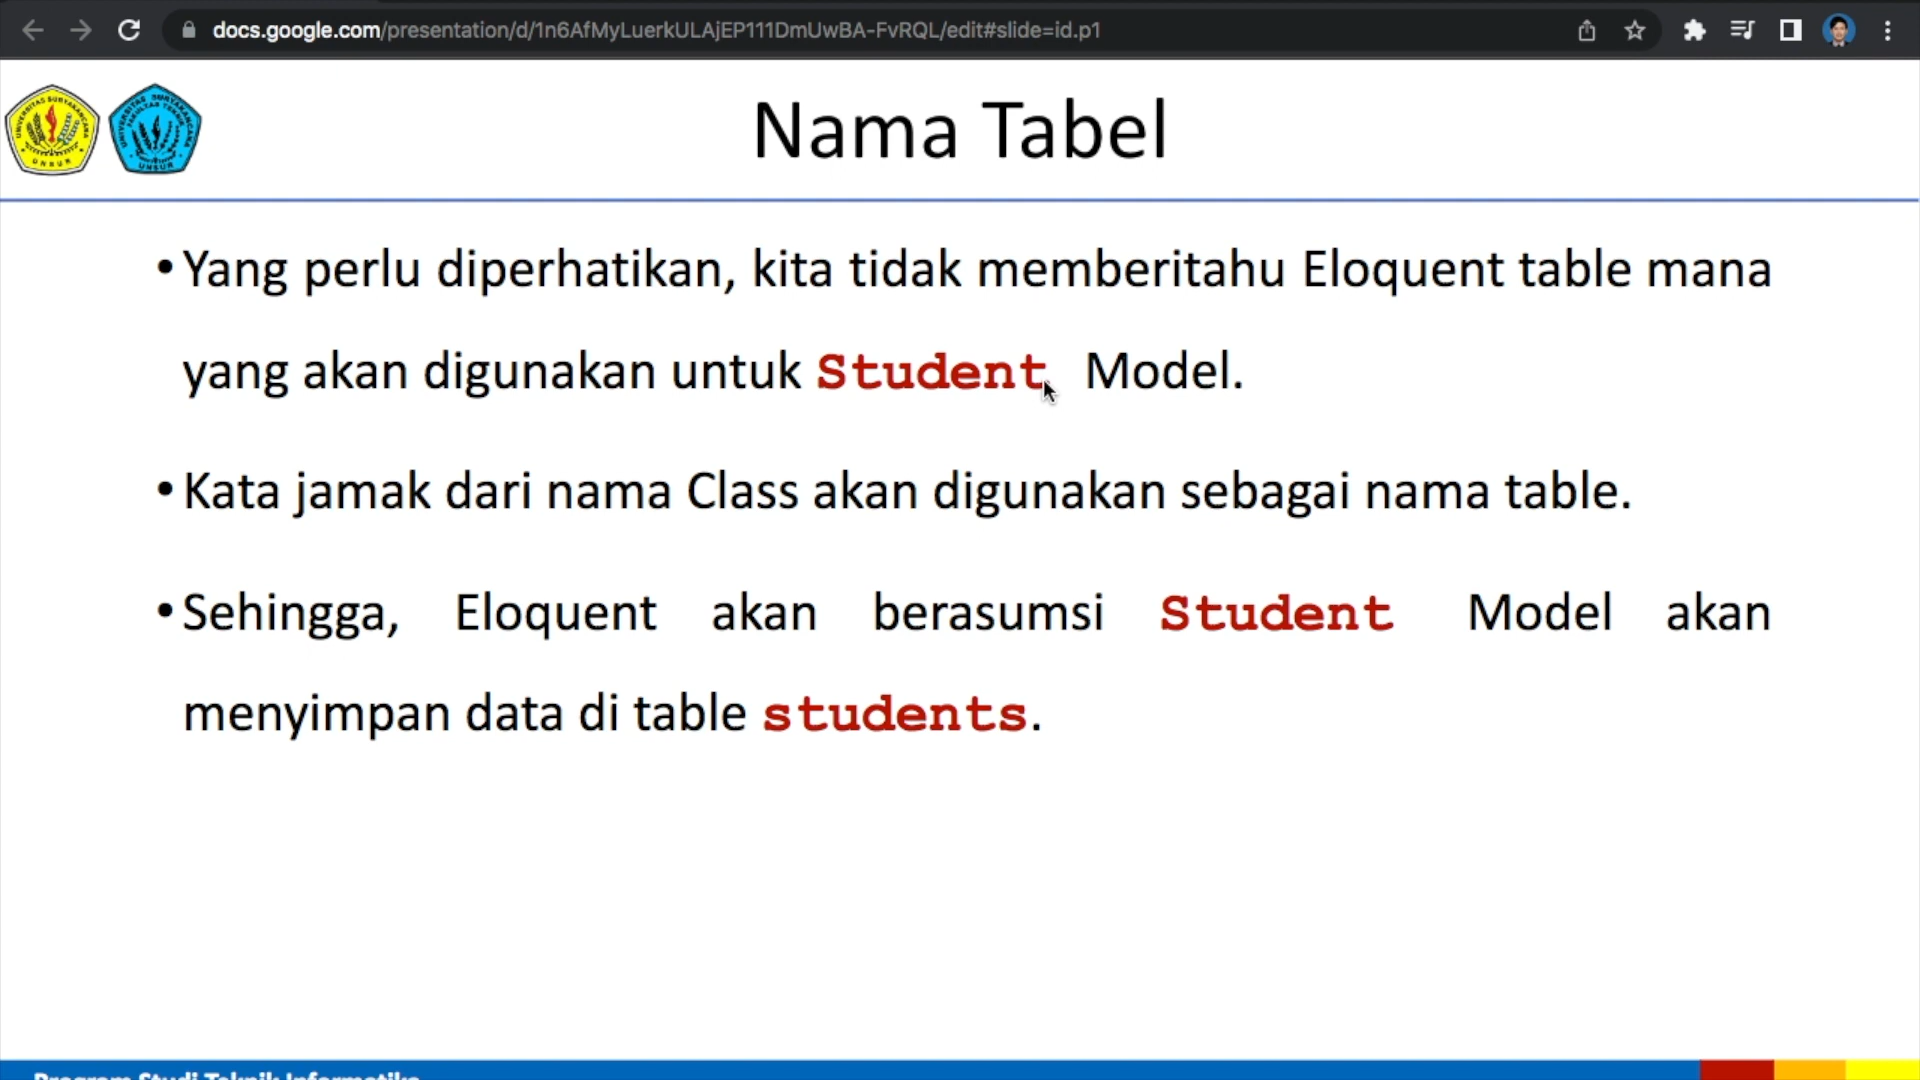 docs.google.com/presentation/d/1n6AfMyLuerkULAjEP111DmUwBA-FvRQL/edit#slide=id.p1
Nama Tabel
•Yang perlu diperhatikan, kita tidak memberitahu Eloquent table mana
yang akan digunakan untuk Student Model.
•Kata jamak dari nama Class akan digunakan sebagai nama table.
•Sehingga, Eloquent akan berasumsi Student Model akan
menyimpan data di table students.
Program Studi Teknik Informatika